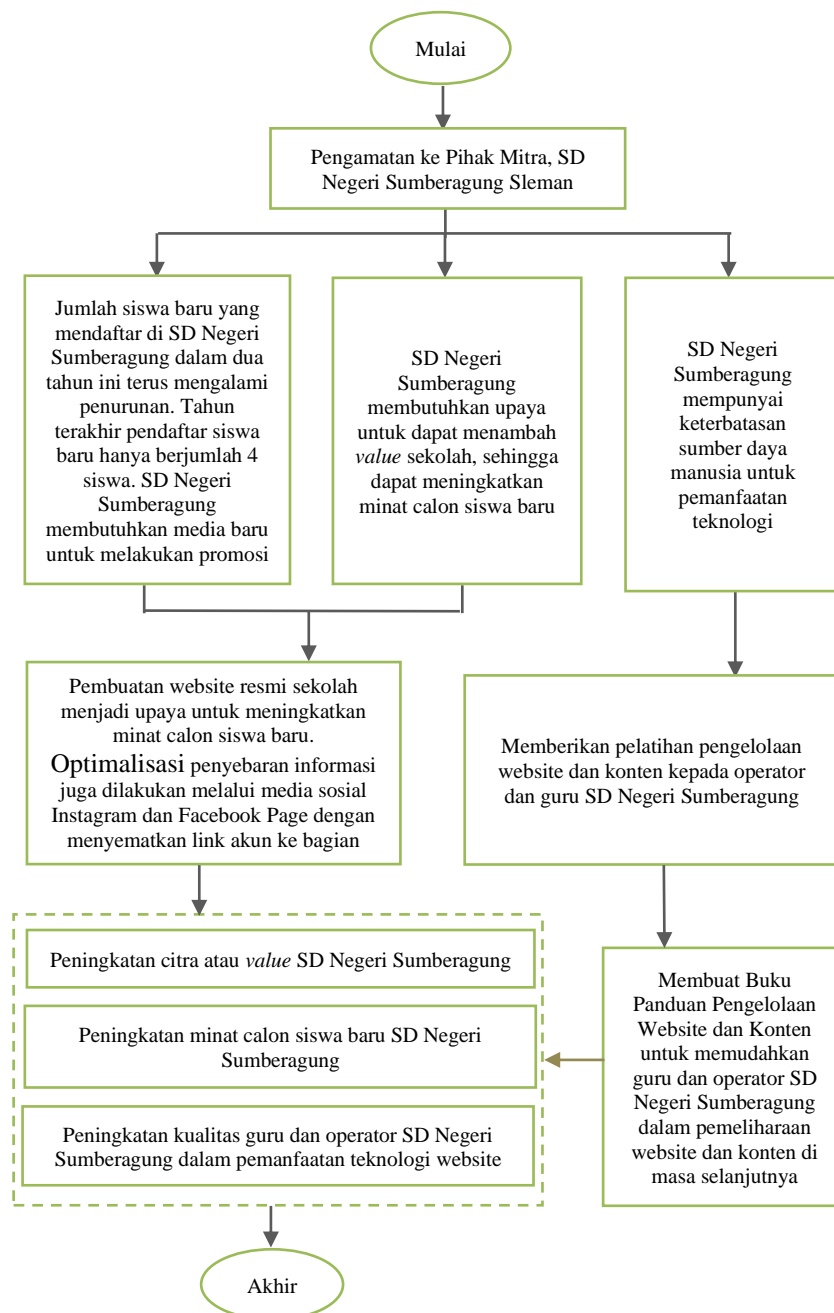 Mulai
Pengamatan ke Pihak Mitra, SD
Negeri Sumberagung Sleman
Jumlah siswa baru yang
mendaftar di SD Negeri
Sumberagung dalam dua
tahun ini terus mengalami
penurunan. Tahun
terakhir pendaftar siswa
baru hanya berjumlah 4
siswa. SD Negeri
Sumberagung
membutuhkan media baru
untuk melakukan promosi
SD Negeri
Sumberagung
membutuhkan upaya
untuk dapat menambah
value sekolah, sehingga
dapat meningkatkan
minat calon siswa baru
SD Negeri
Sumberagung
mempunyai
keterbatasan
sumber daya
manusia untuk
pemanfaatan
teknologi
Pembuatan website resmi sekolah
menjadi upaya untuk meningkatkan
minat calon siswa baru.
Optimalisasi penyebaran informasi
juga dilakukan melalui media sosial
Instagram dan Facebook Page dengan
menyematkan link akun ke bagian
Memberikan pelatihan pengelolaan
website dan konten kepada operator
dan guru SD Negeri Sumberagung
Peningkatan citra atau value SD Negeri Sumberagung
Peningkatan minat calon siswa baru SD Negeri
Sumberagung
Peningkatan kualitas guru dan operator SD Negeri
Sumberagung dalam pemanfaatan teknologi website
Membuat Buku
Panduan Pengelolaan
Website dan Konten
untuk memudahkan
guru dan operator SD
Negeri Sumberagung
dalam pemeliharaan
website dan konten di
masa selanjutnya
Akhir